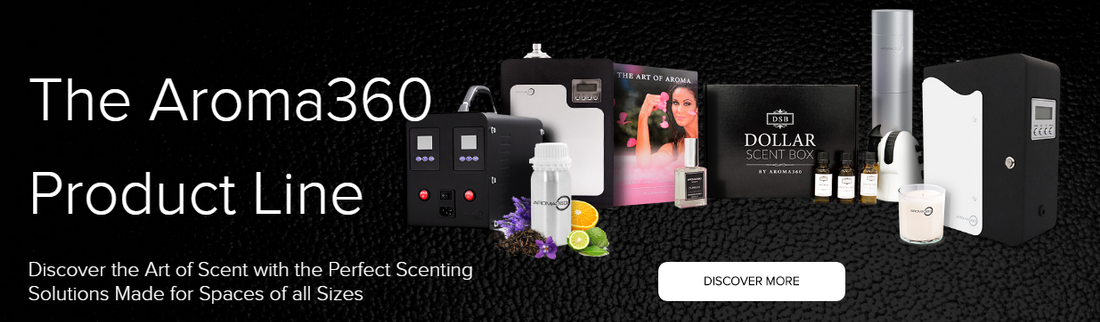 The Aroma360
Product Line
Discover the Art of Scent with the Perfect Scenting
Solutions Made for Spaces of all Sizes
THE ART OF AROMA
DSB
DOLLAR
SCENT BOX
BY AROMA360
AROMA360
DISCOVER MORE